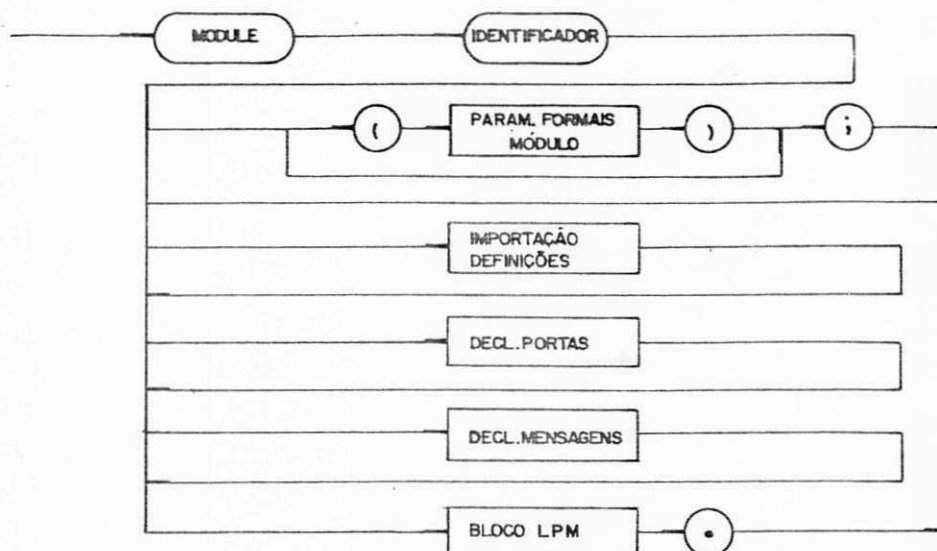 MODULE IDENTIFICADOR
( PARAM. FORMAIS MÓDULO ) ;
IMPORTAÇÃO
DEFINIÇÕES
DECL.PORTAS
DECL.MENSAGENS
BLOCO LPM .